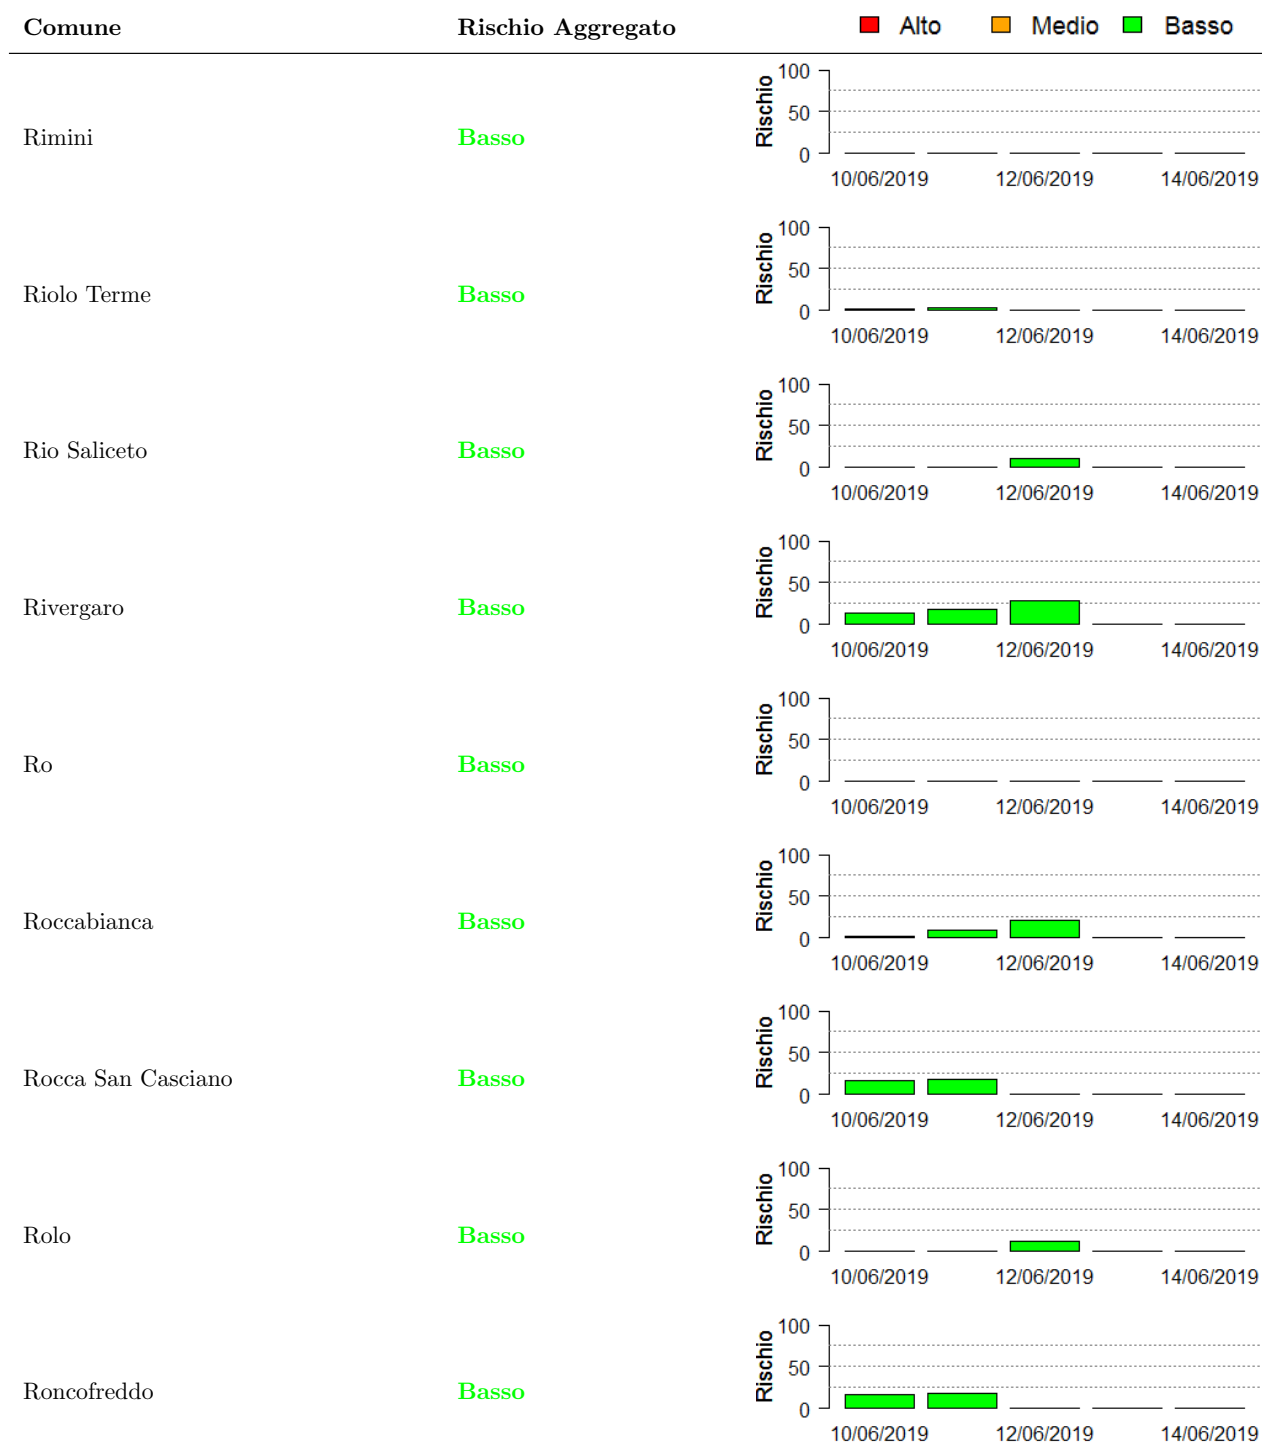 Comune Rischio Aggregato Alto Medio Basso
Rimini Basso Rischio 100 50 0
10/06/2019 12/06/2019 14/06/2019
Riolo Terme Basso Rischio 100 50 0
10/06/2019 12/06/2019 14/06/2019
Rio Saliceto Basso Rischio 100 50 0
10/06/2019 12/06/2019 14/06/2019
Rivergaro Basso Rischio 100 50 0
10/06/2019 12/06/2019 14/06/2019
Ro Basso Rischio 100 50 0
10/06/2019 12/06/2019 14/06/2019
Roccabianca Basso Rischio 100 50 0
10/06/2019 12/06/2019 14/06/2019
Rocca San Casciano Basso Rischio 100 50 0
10/06/2019 12/06/2019 14/06/2019
Rolo Basso Rischio 100 50 0
10/06/2019 12/06/2019 14/06/2019
Roncofreddo Basso Rischio 100 50 0
10/06/2019 12/06/2019 14/06/2019